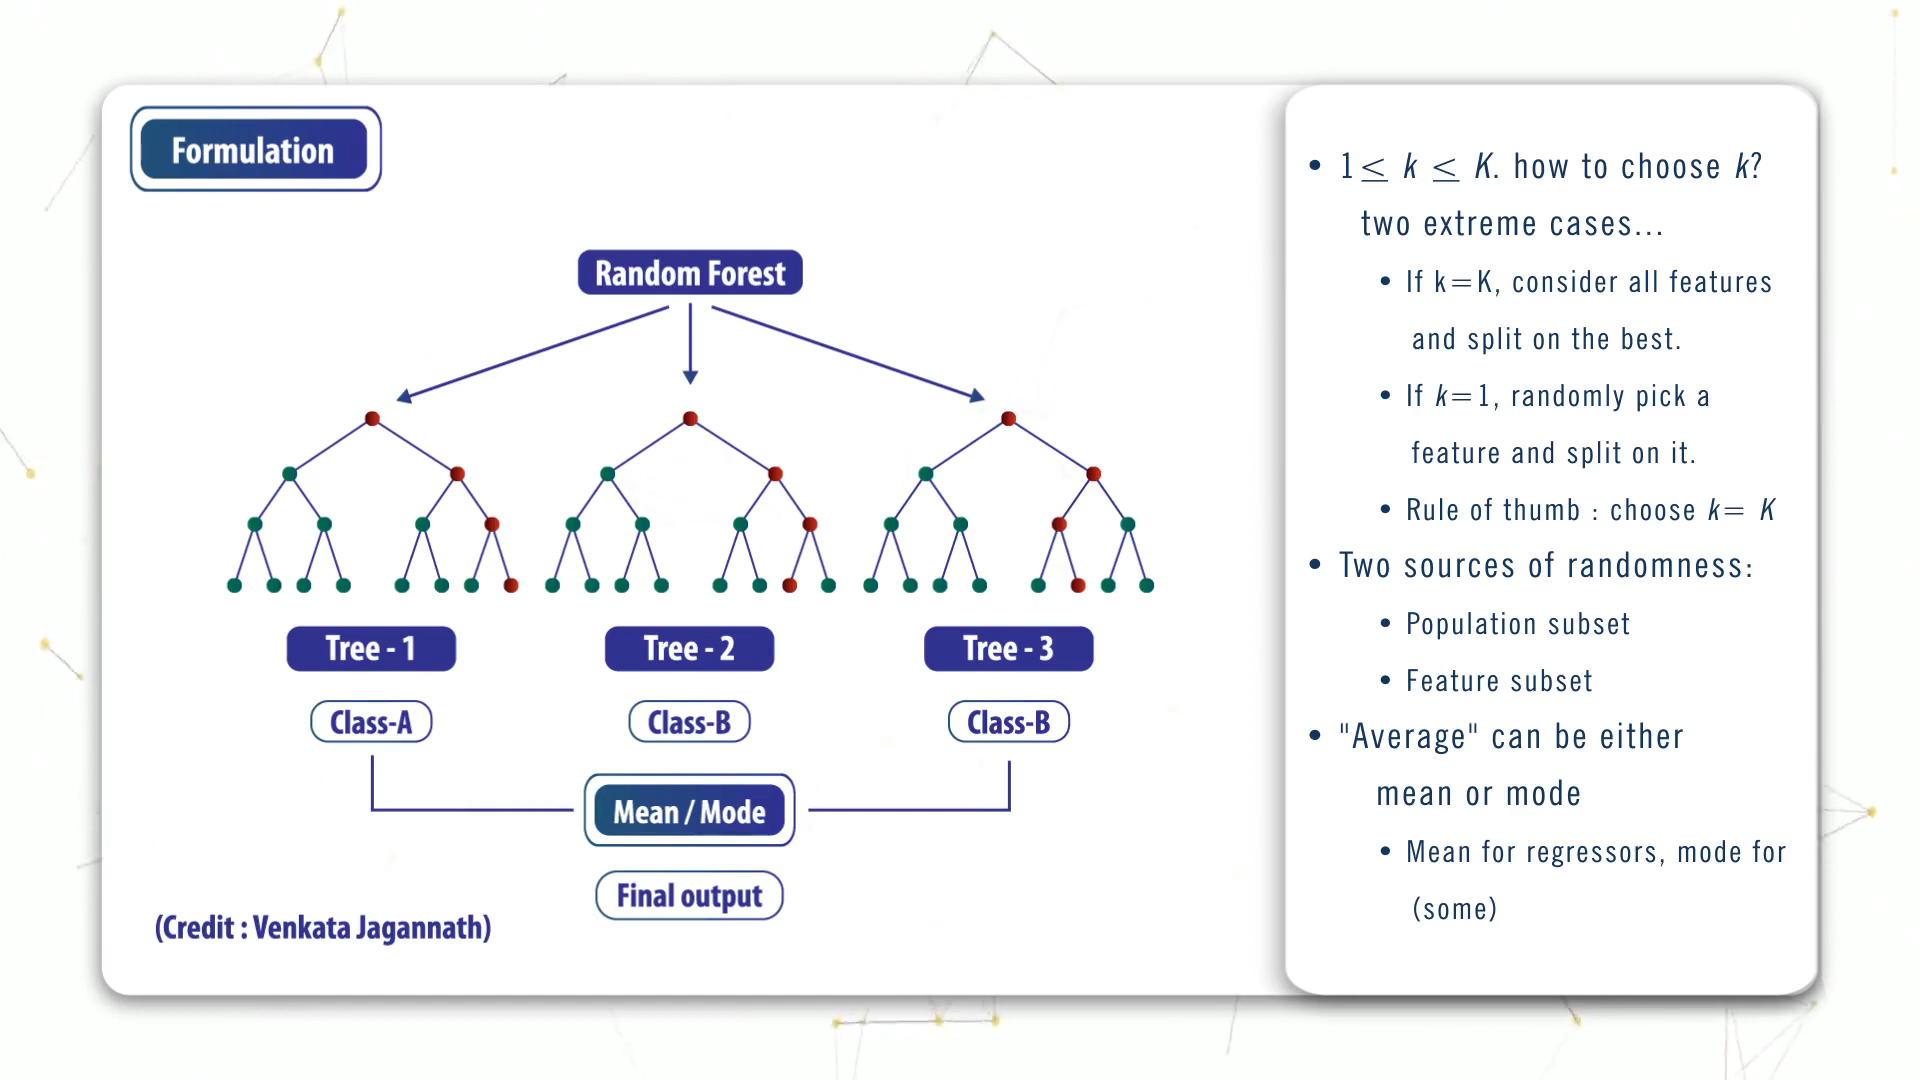 Formulation
Random Forest
Tree - 1
Tree - 2
Tree - 3
Class-A
Class-B
Class-B
Mean / Mode
Final output
(Credit : Venkata Jagannath)
• 1≤ k ≤ K. how to choose k?
two extreme cases...
• If k=K, consider all features
and split on the best.
• If k=1, randomly pick a
feature and split on it.
• Rule of thumb : choose k= K
• Two sources of randomness:
• Population subset
• Feature subset
• "Average" can be either
mean or mode
• Mean for regressors, mode for
(some)